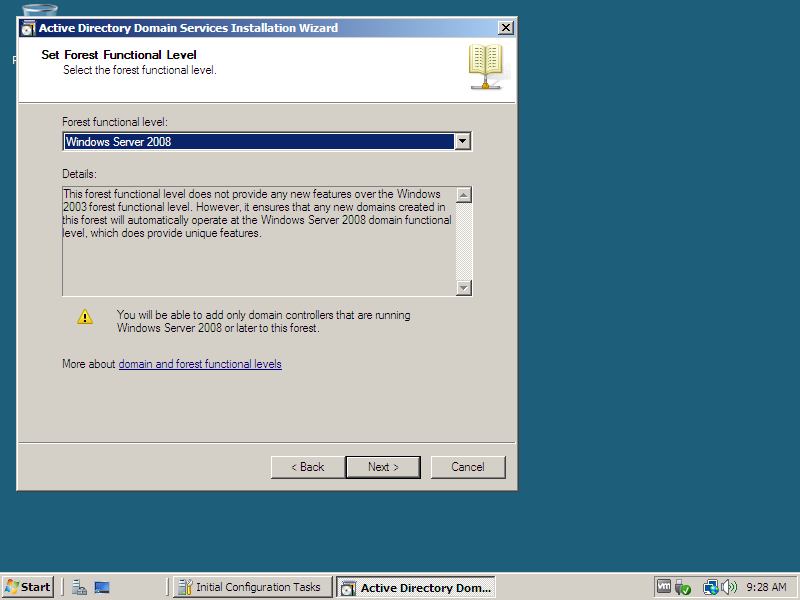 Active Directory Domain Services Installation Wizard
Set Forest Functional Level
Select the forest functional level.
Forest functional level:
Windows Server 2008
Details:
This forest functional level does not provide any new features over the Windows
2003 forest functional level. However, it ensures that any new domains created in
this forest will automatically operate at the Windows Server 2008 domain functional
level, which does provide unique features.
You will be able to add only domain controllers that are running
Windows Server 2008 or later to this forest.
More about domain and forest functional levels
< Back
Next >
Cancel
Start
Initial Configuration Tasks
Active Directory Dom...
vm
9:28 AM